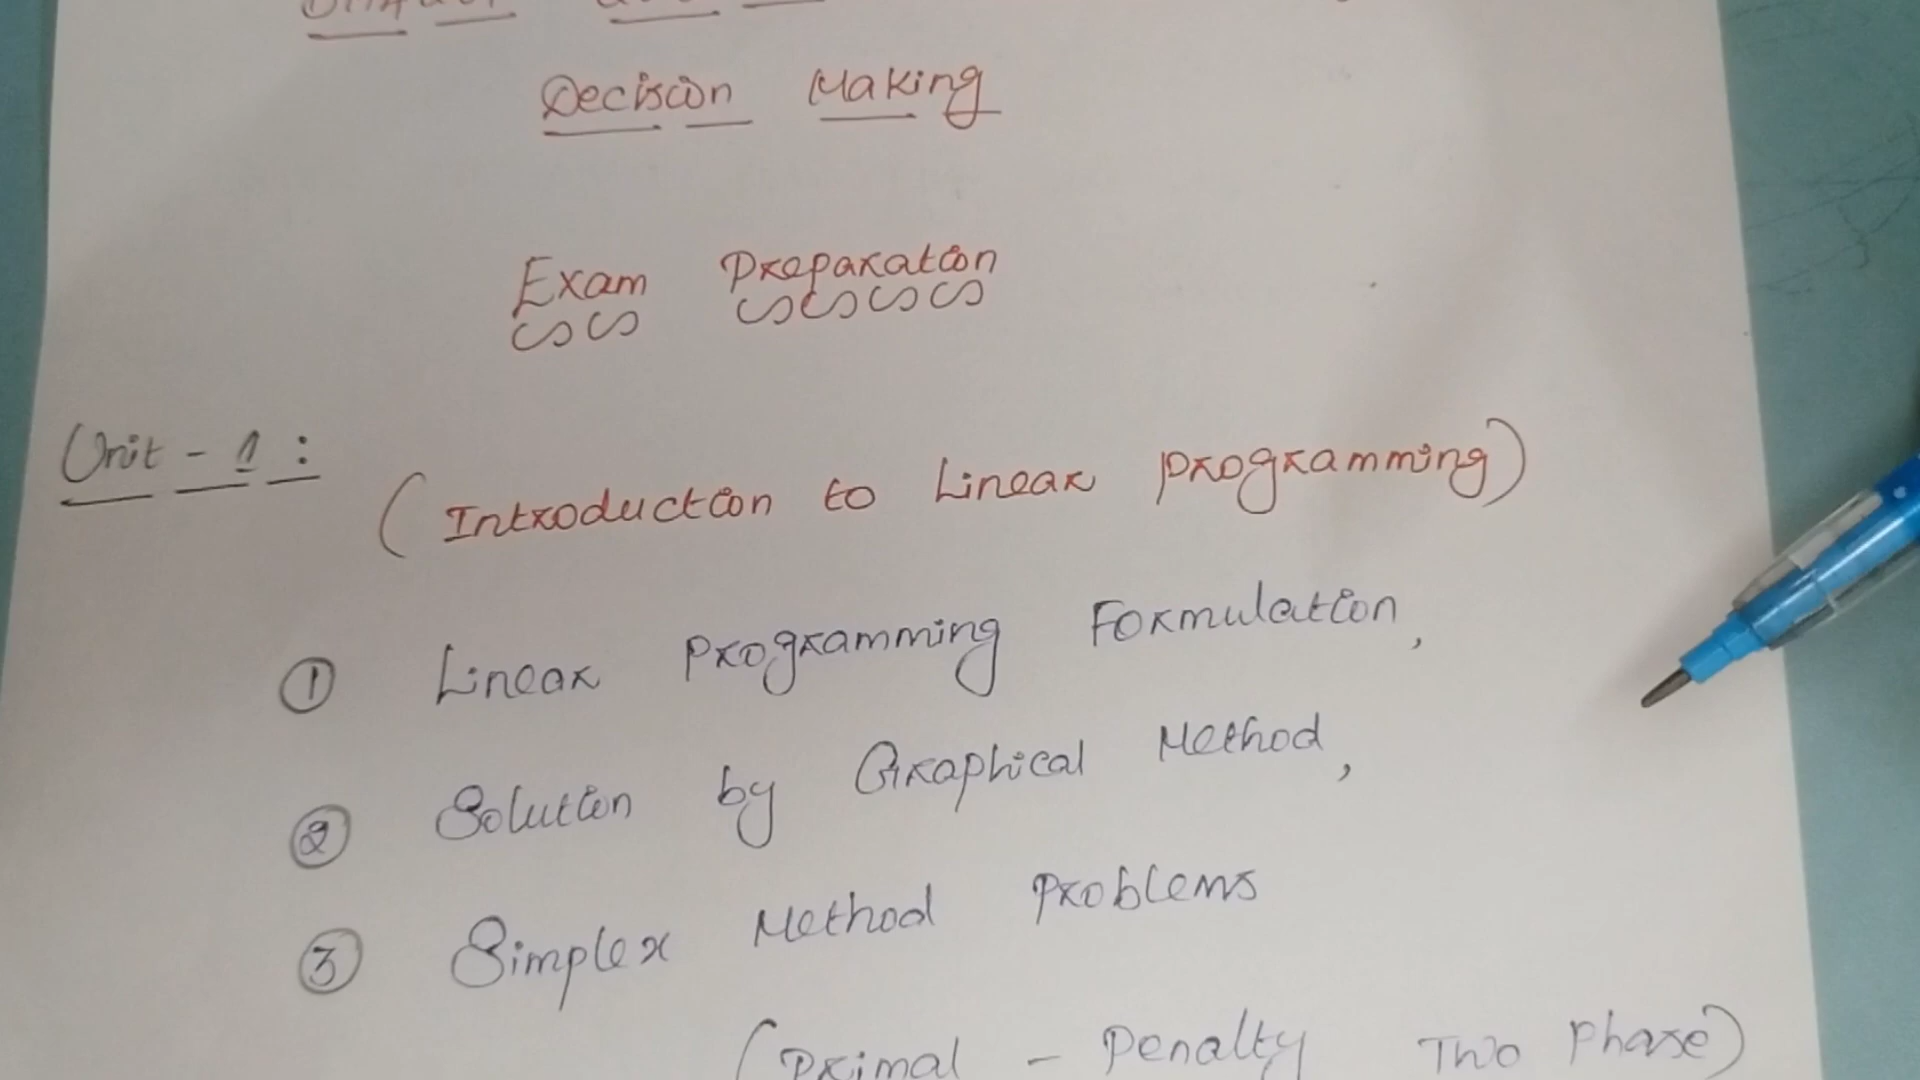 Decision Making
Exam Preparation
Unit - 1 :
(Introduction to Linear Programming)
① Linear Programming Formulation,
② Solution by Graphical Method,
③ Simplex Method Problems
(Primal - Penalty Two Phase)